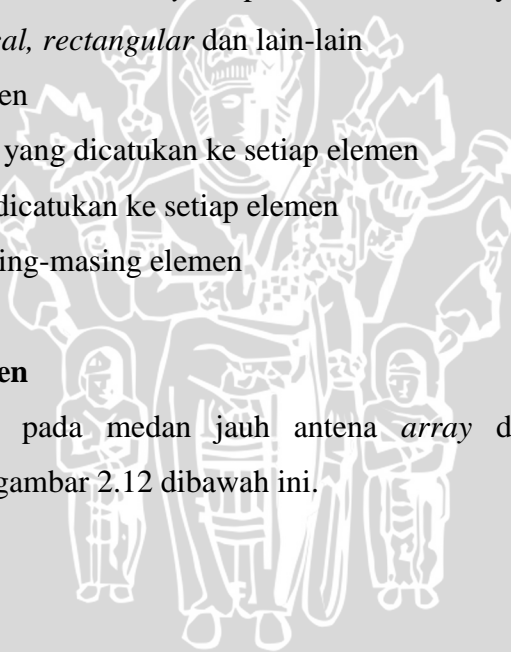 al, rectangular dan lain-lain
en
yang dicatukan ke setiap elemen
dicatukan ke setiap elemen
ing-masing elemen
en
pada medan jauh antena array d
gambar 2.12 dibawah ini.